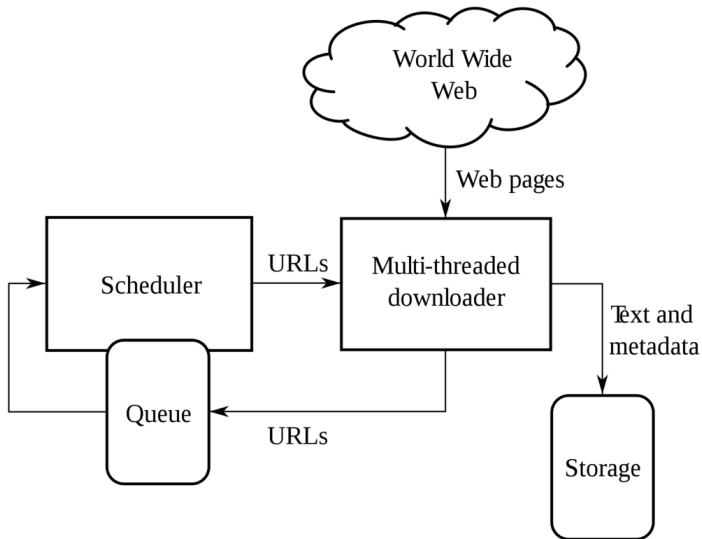 World Wide
Web
Web pages
URLs
Scheduler
Multi-threaded
downloader
Text and
metadata
Queue
URLs
Storage